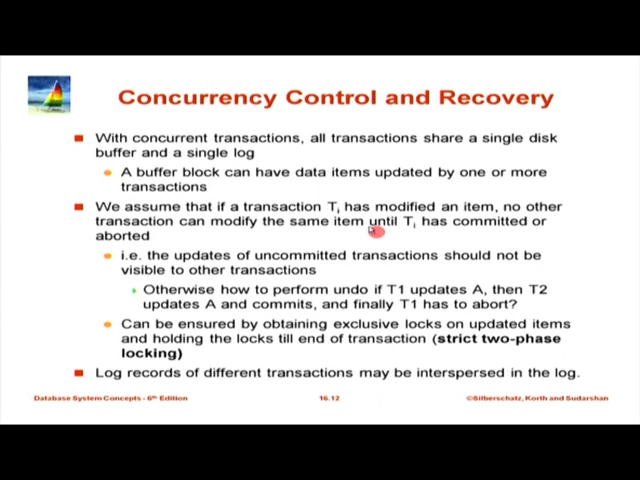 Concurrency Control and Recovery
With concurrent transactions, all transactions share a single disk
buffer and a single log
A buffer block can have data items updated by one or more
transactions
We assume that if a transaction Ti has modified an item, no other
transaction can modify the same item until Ti has committed or
aborted
i.e. the updates of uncommitted transactions should not be
visible to other transactions
Otherwise how to perform undo if T1 updates A, then T2
updates A and commits, and finally T1 has to abort?
Can be ensured by obtaining exclusive locks on updated items
and holding the locks till end of transaction (strict two-phase
locking)
Log records of different transactions may be interspersed in the log.
Database System Concepts - 6th Edition 16.12 ©Silberschatz, Korth and Sudarshan